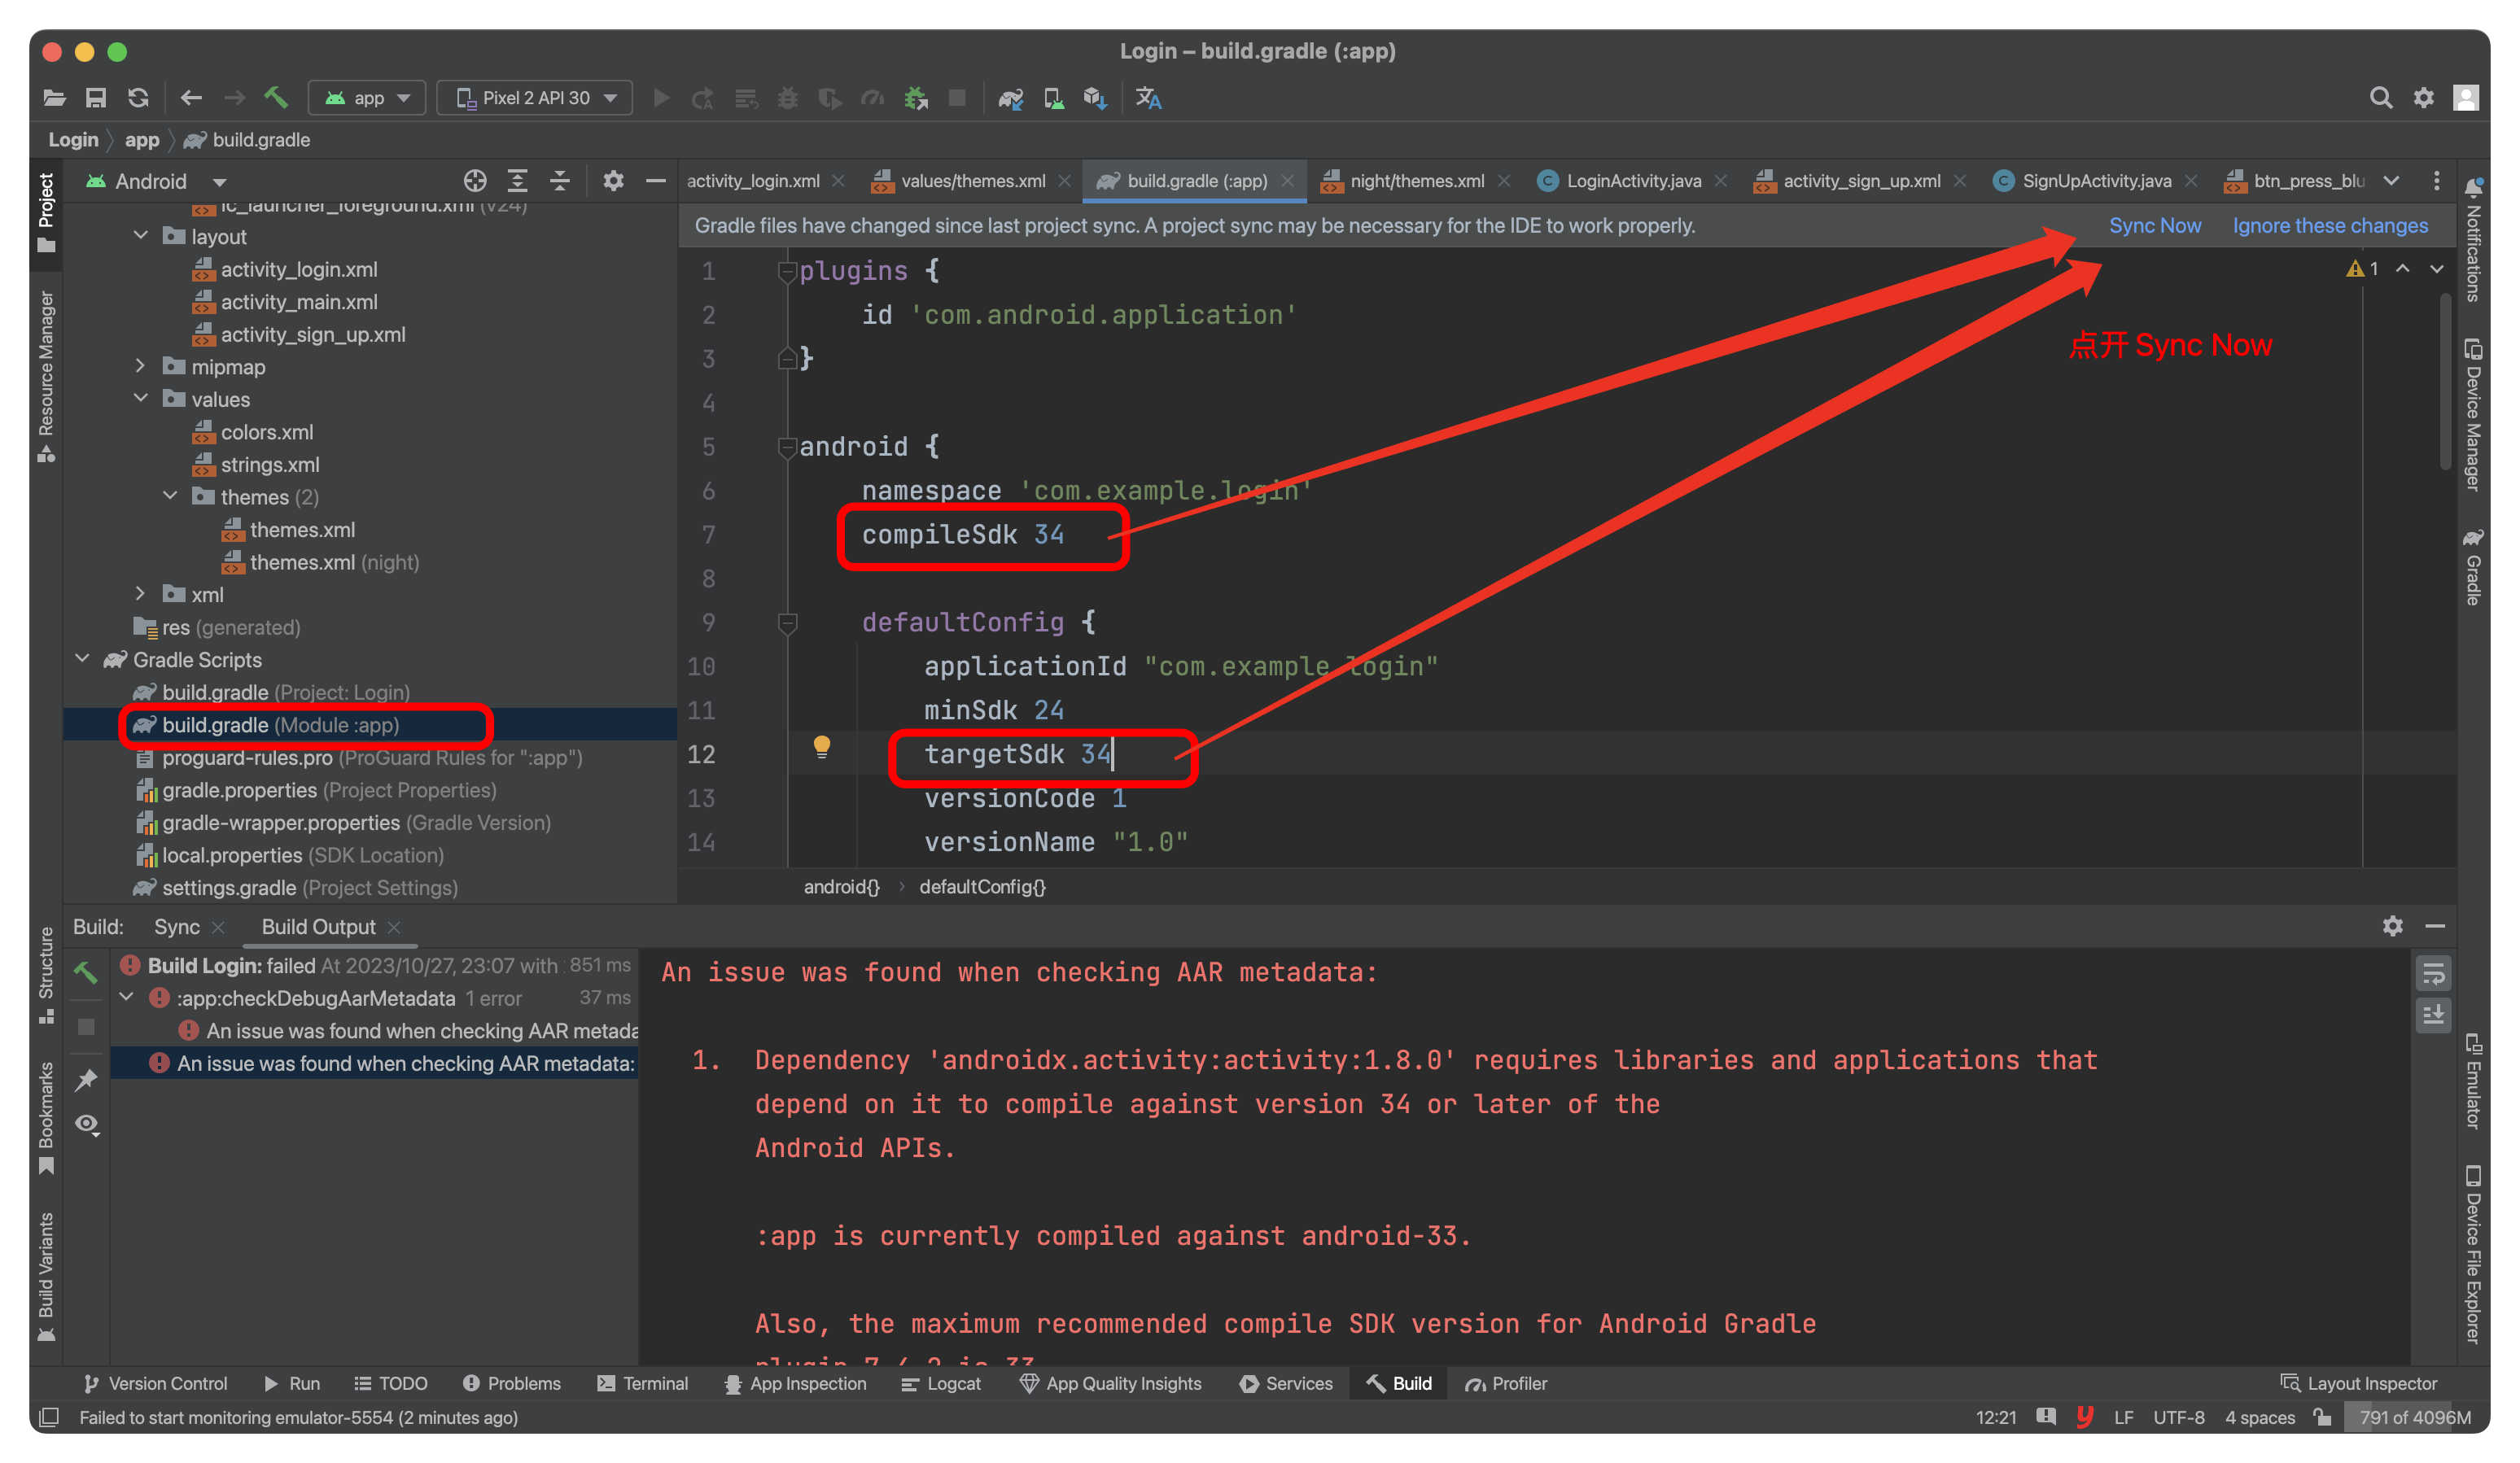 Login – build.gradle (:app)
app
Pixel 2 API 30
Login
app
build.gradle
Project
Resource Manager
Structure
Bookmarks
Build Variants
Android
ic_launcher_foreground.xml (v24)
layout
activity_login.xml
activity_main.xml
activity_sign_up.xml
mipmap
values
colors.xml
strings.xml
themes (2)
themes.xml
themes.xml (night)
xml
res (generated)
Gradle Scripts
build.gradle (Project: Login)
build.gradle (Module :app)
proguard-rules.pro (ProGuard Rules for ":app")
gradle.properties (Project Properties)
gradle-wrapper.properties (Gradle Version)
local.properties (SDK Location)
settings.gradle (Project Settings)
activity_login.xml
values/themes.xml
build.gradle (:app)
night/themes.xml
LoginActivity.java
activity_sign_up.xml
SignUpActivity.java
btn_press_blu
Gradle files have changed since last project sync. A project sync may be necessary for the IDE to work properly.
Sync Now
Ignore these changes
1
点开 Sync Now
1 plugins {
2 id 'com.android.application'
3 }
4
5 android {
6 namespace 'com.example.login'
7 compileSdk 34
8
9 defaultConfig {
10 applicationId "com.example.login"
11 minSdk 24
12 targetSdk 34
13 versionCode 1
14 versionName "1.0"
android{}
defaultConfig{}
Notifications
Device Manager
Gradle
Emulator
Device File Explorer
Build:
Sync
Build Output
Build Login: failed At 2023/10/27, 23:07 with 851 ms
:app:checkDebugAarMetadata 1 error 37 ms
An issue was found when checking AAR metada
An issue was found when checking AAR metadata:
An issue was found when checking AAR metadata:
1. Dependency 'androidx.activity:activity:1.8.0' requires libraries and applications that
depend on it to compile against version 34 or later of the
Android APIs.
:app is currently compiled against android-33.
Also, the maximum recommended compile SDK version for Android Gradle
plugin 7.4.2 is 33.
Version Control
Run
TODO
Problems
Terminal
App Inspection
Logcat
App Quality Insights
Services
Build
Profiler
Layout Inspector
Failed to start monitoring emulator-5554 (2 minutes ago)
12:21
LF
UTF-8
4 spaces
791 of 4096M